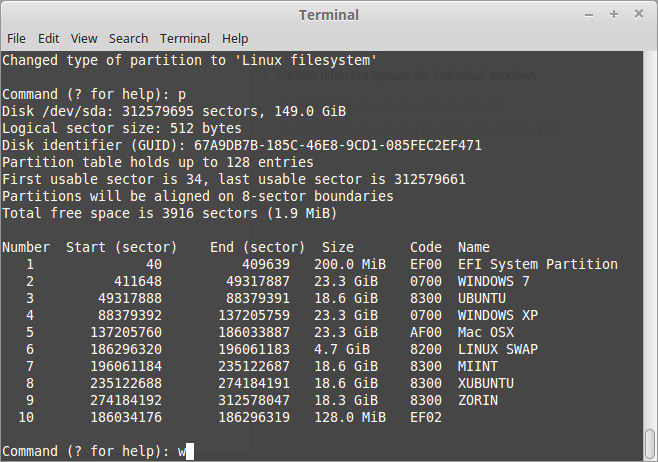 Terminal
File Edit View Search Terminal Help
Changed type of partition to 'Linux filesystem'
Allow different layouts for individual windows
Command (? for help): p
Disk /dev/sda: 312579695 sectors, 149.0 GiB
Logical sector size: 512 bytes
Disk identifier (GUID): 67A9DB7B-185C-46E8-9CD1-085FEC2EF471
Partition table holds up to 128 entries
First usable sector is 34, last usable sector is 312579661
Partitions will be aligned on 8-sector boundaries
Total free space is 3916 sectors (1.9 MiB)
Number Start (sector) End (sector) Size Code Name
1 40 409639 200.0 MiB EF00 EFI System Partition
2 411648 49317887 23.3 GiB 0700 WINDOWS 7
3 49317888 88379391 18.6 GiB 8300 UBUNTU
4 88379392 137205759 23.3 GiB 0700 WINDOWS XP
5 137205760 186033887 23.3 GiB AF00 Mac OSX
6 186296320 196061183 4.7 GiB 8200 LINUX SWAP
7 196061184 235122687 18.6 GiB 8300 MIINT
8 235122688 274184191 18.6 GiB 8300 XUBUNTU
9 274184192 312578047 18.3 GiB 8300 ZORIN
10 186034176 186296319 128.0 MiB EF02
Command (? for help): w